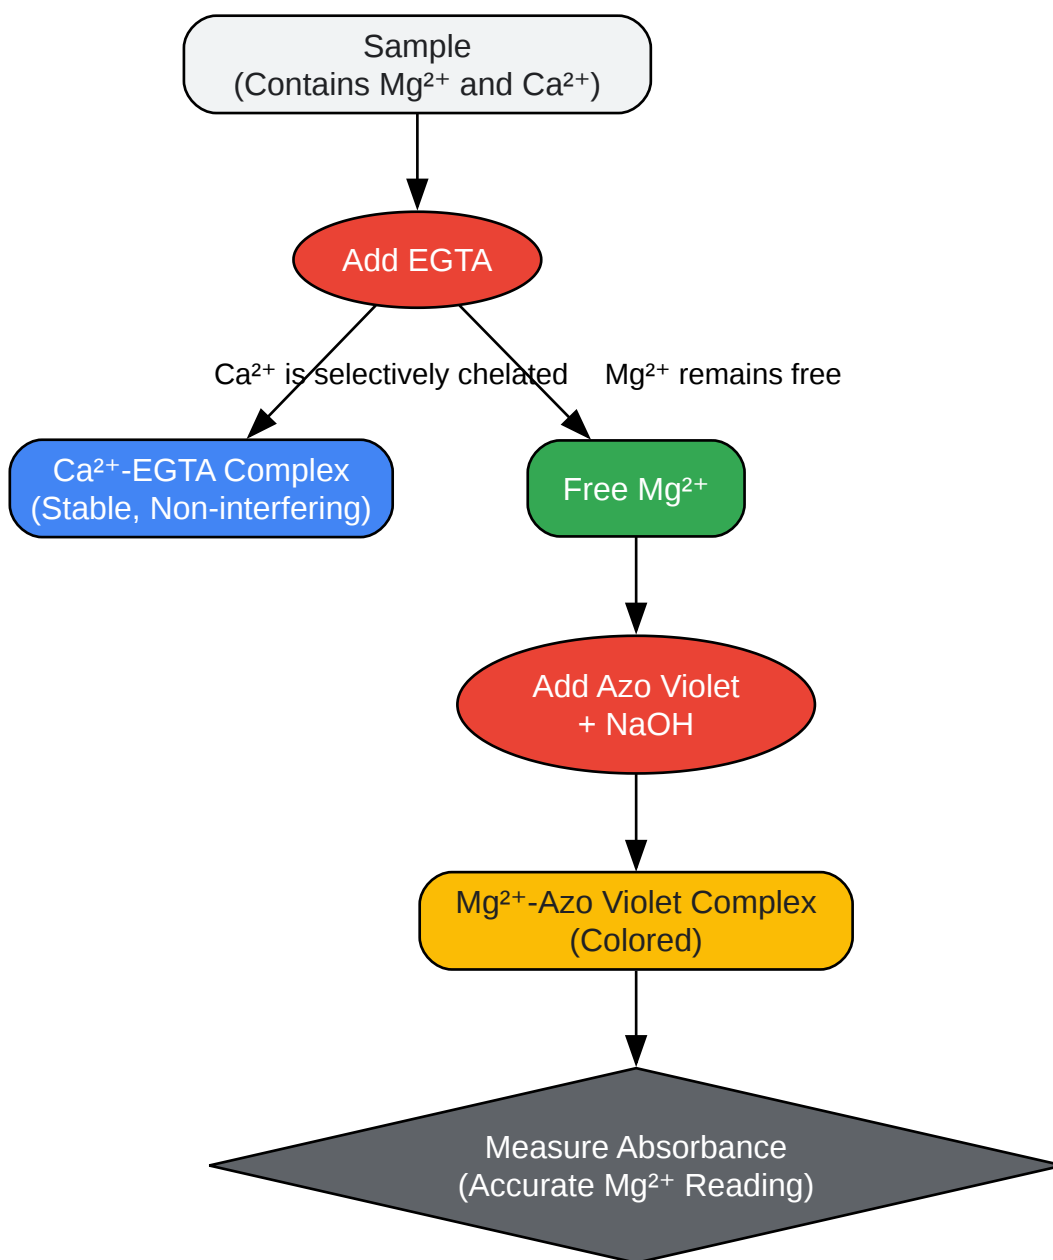 Sample
(Contains Mg²⁺ and Ca²⁺)
Add EGTA
Ca²⁺ is selectively chelated
Mg²⁺ remains free
Ca²⁺-EGTA Complex
(Stable, Non-interfering)
Free Mg²⁺
Add Azo Violet
+ NaOH
Mg²⁺-Azo Violet Complex
(Colored)
Measure Absorbance
(Accurate Mg²⁺ Reading)